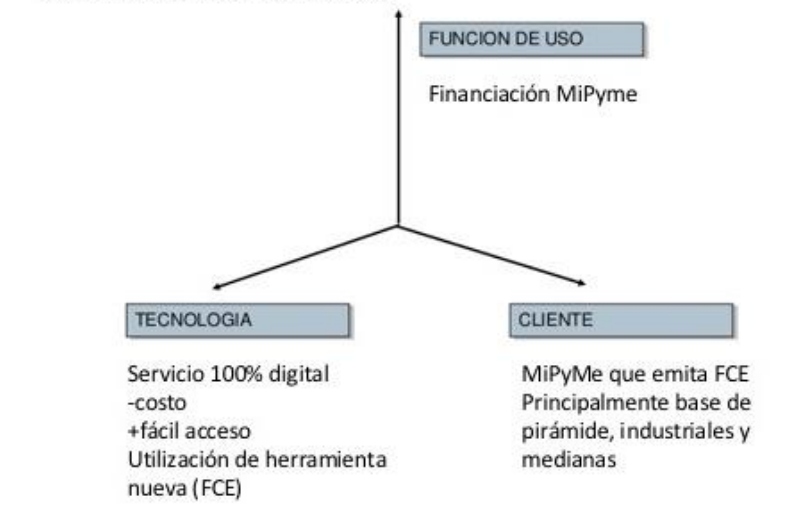 FUNCION DE USO
Financiación MiPyme
TECNOLOGIA
Servicio 100% digital
-costo
+fácil acceso
Utilización de herramienta
nueva (FCE)
CLIENTE
MiPyMe que emita FCE
Principalmente base de
pirámide, industriales y
medianas